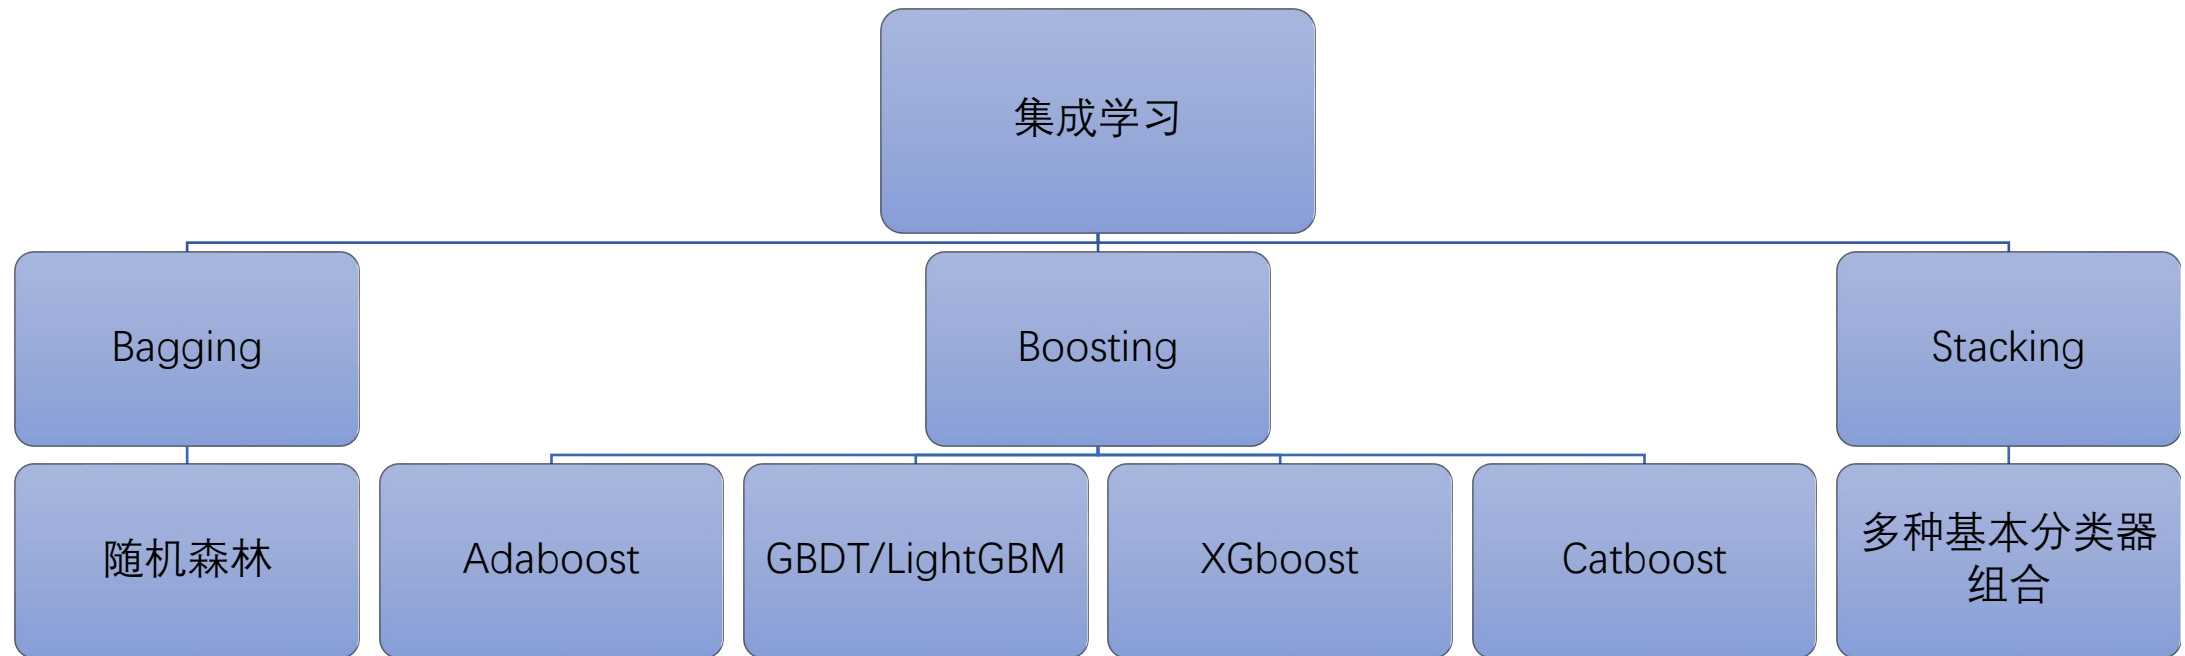 集成学习
Bagging
Boosting
Stacking
随机森林
Adaboost
GBDT/LightGBM
XGboost
Catboost
多种基本分类器
组合